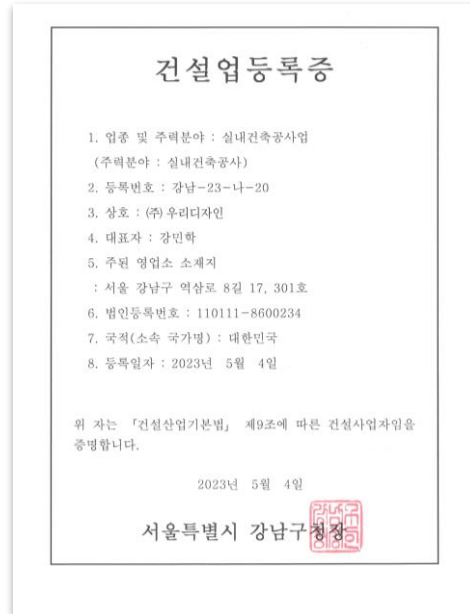 건설업등록증
1. 업종 및 주력분야 : 실내건축공사업
(주력분야 : 실내건축공사)
2. 등록번호 : 강남-23-나-20
3. 상호 : (주)우리디자인
4. 대표자 : 강민학
5. 주된 영업소 소재지
: 서울 강남구 역삼로 8길 17, 301호
6. 법인등록번호 : 110111-8600234
7. 국적(소속 국가명) : 대한민국
8. 등록일자 : 2023년 5월 4일
위 자는 「건설산업기본법」 제9조에 따른 건설사업자임을
증명합니다.
2023년 5월 4일
서울특별시 강남구청장